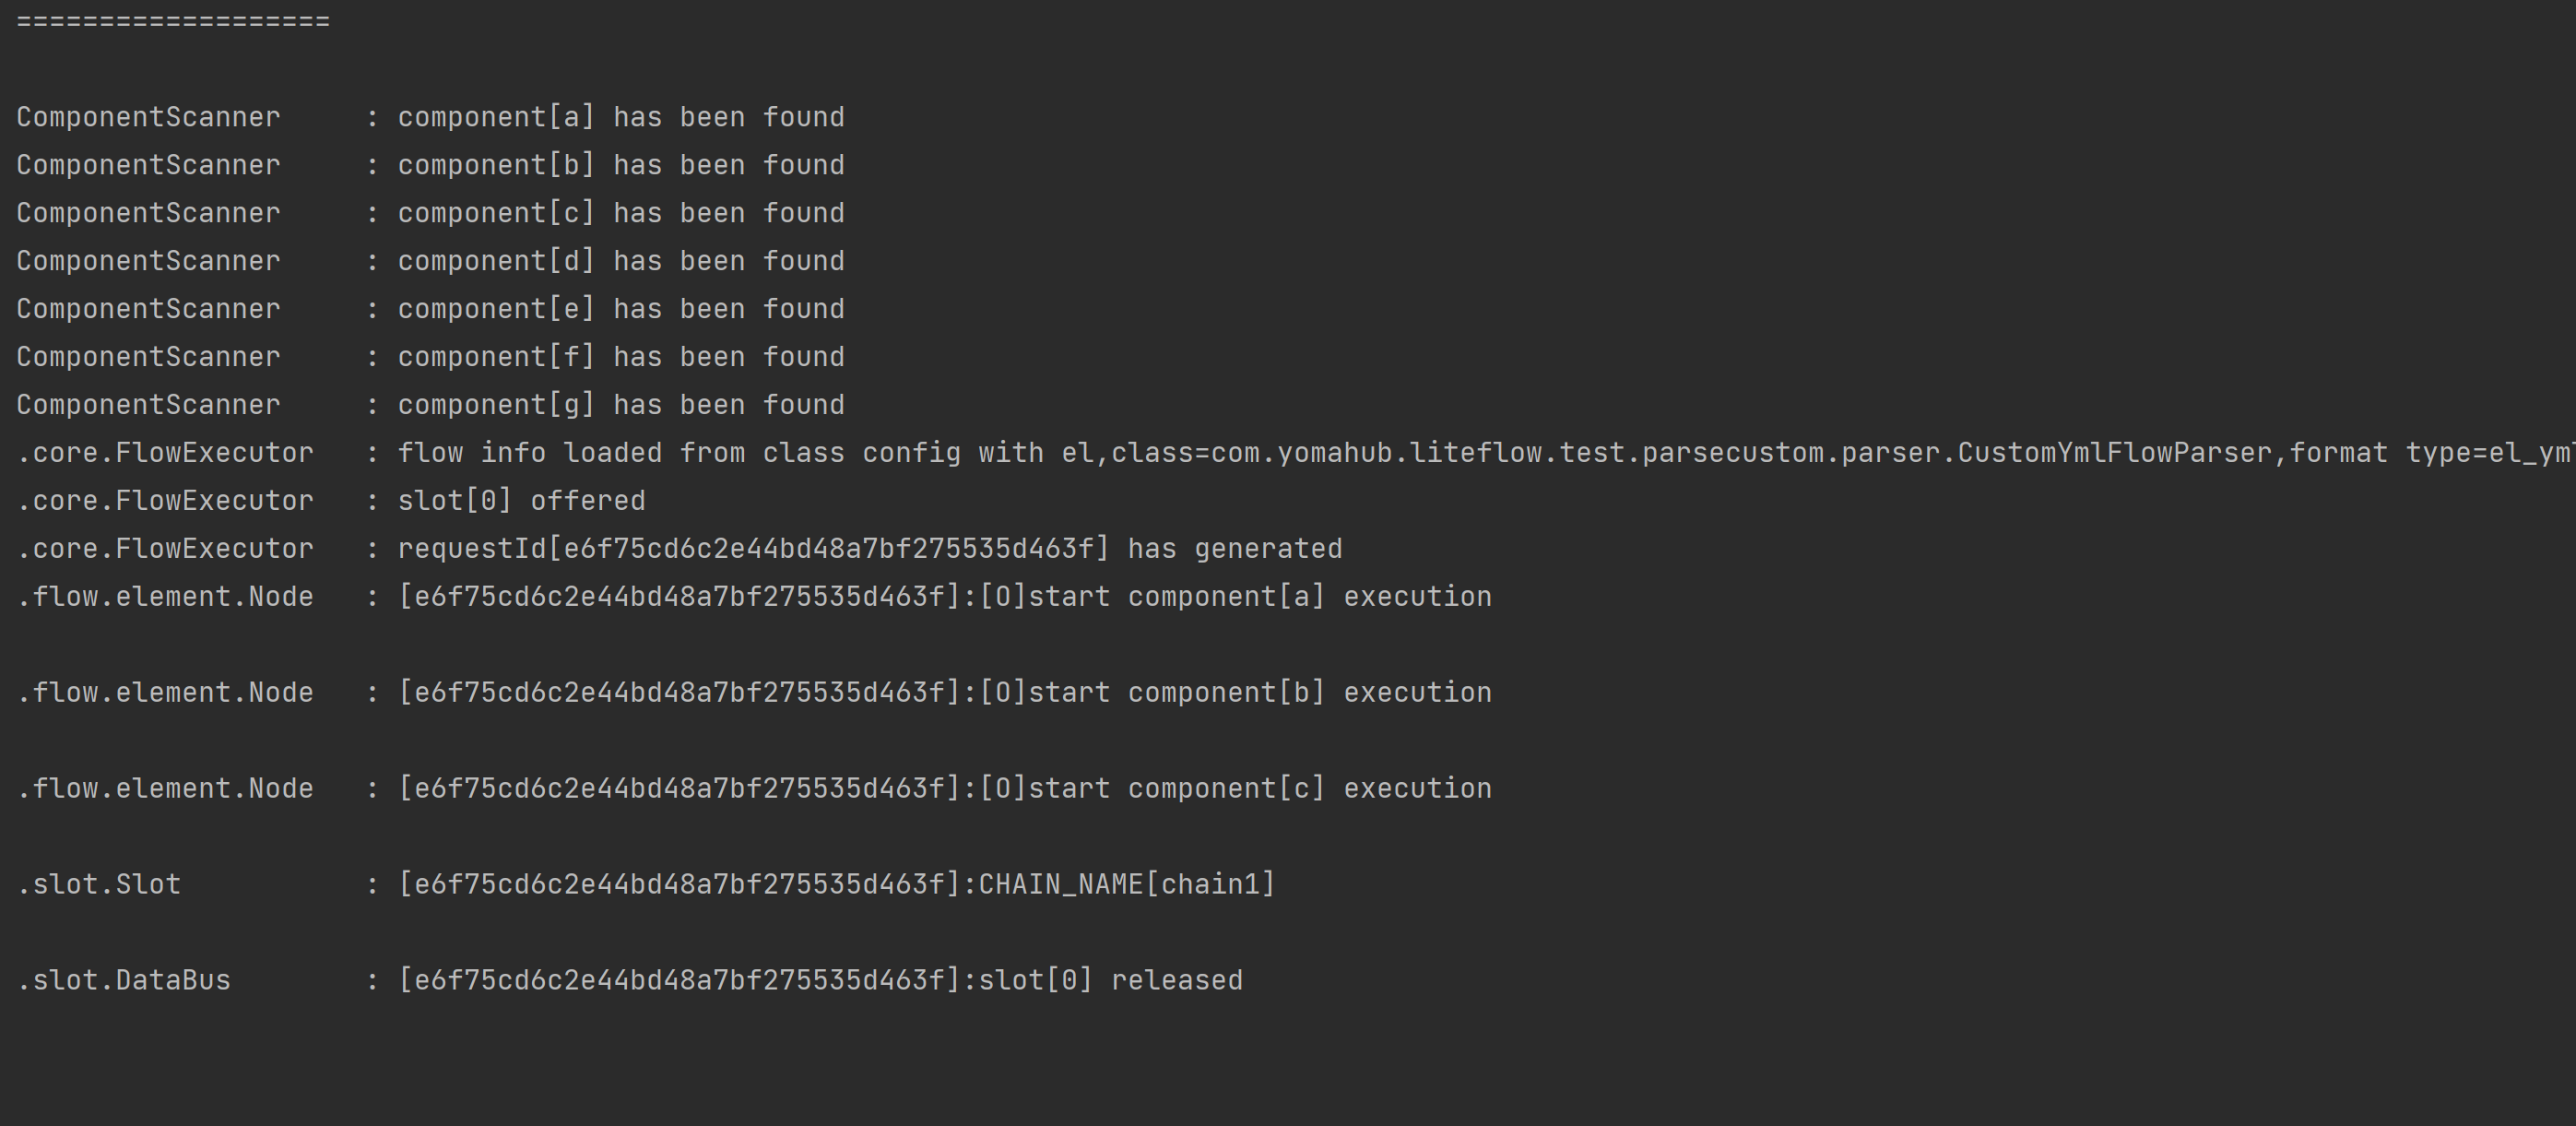 ===================
ComponentScanner     : component[a] has been found
ComponentScanner     : component[b] has been found
ComponentScanner     : component[c] has been found
ComponentScanner     : component[d] has been found
ComponentScanner     : component[e] has been found
ComponentScanner     : component[f] has been found
ComponentScanner     : component[g] has been found
.core.FlowExecutor   : flow info loaded from class config with el,class=com.yomahub.liteflow.test.parsecustom.parser.CustomYmlFlowParser,format type=el_yml
.core.FlowExecutor   : slot[0] offered
.core.FlowExecutor   : requestId[e6f75cd6c2e44bd48a7bf275535d463f] has generated
.flow.element.Node   : [e6f75cd6c2e44bd48a7bf275535d463f]:[O]start component[a] execution
.flow.element.Node   : [e6f75cd6c2e44bd48a7bf275535d463f]:[O]start component[b] execution
.flow.element.Node   : [e6f75cd6c2e44bd48a7bf275535d463f]:[O]start component[c] execution
.slot.Slot           : [e6f75cd6c2e44bd48a7bf275535d463f]:CHAIN_NAME[chain1]
.slot.DataBus        : [e6f75cd6c2e44bd48a7bf275535d463f]:slot[0] released